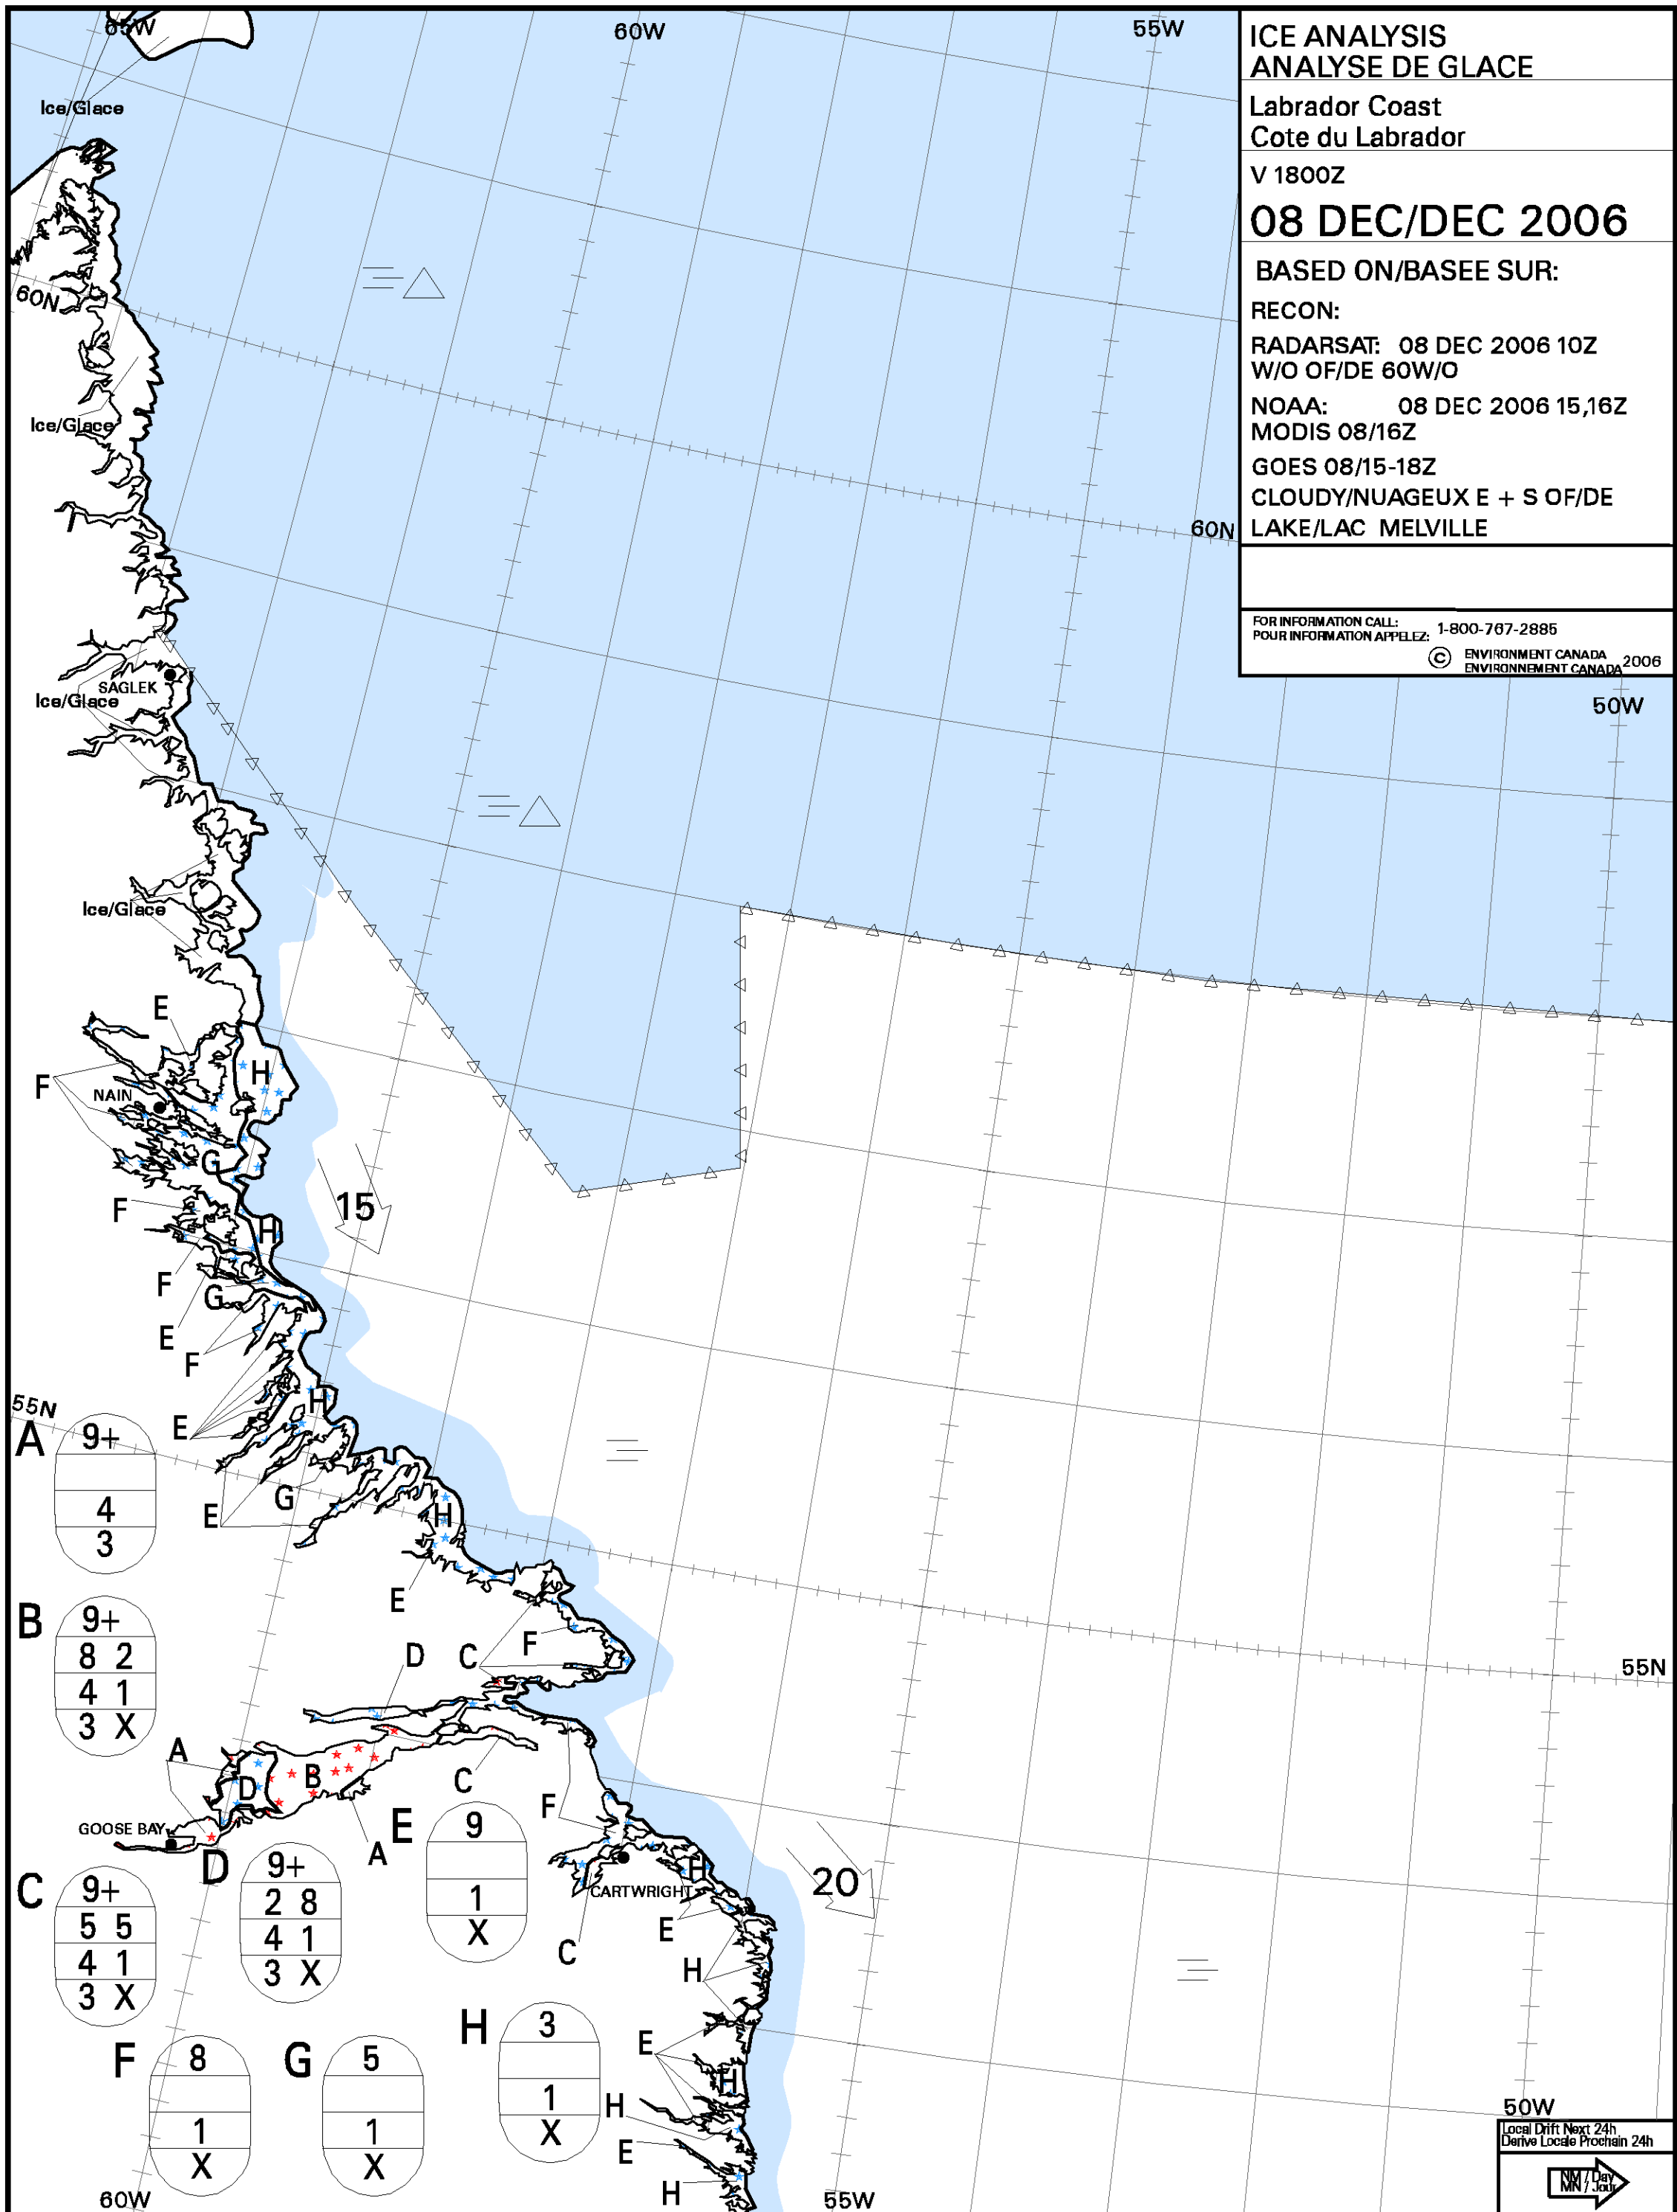 65W
60W
55W
ICE ANALYSIS
ANALYSE DE GLACE
Labrador Coast
Cote du Labrador
V 1800Z
08 DEC/DEC 2006
BASED ON/BASEE SUR:
RECON:
RADARSAT: 08 DEC 2006 10Z
W/O OF/DE 60W/O
NOAA: 08 DEC 2006 15,16Z
MODIS 08/16Z
GOES 08/15-18Z
CLOUDY/NUAGEUX E + S OF/DE
LAKE/LAC MELVILLE
FOR INFORMATION CALL:
POUR INFORMATION APPELEZ: 1-800-767-2885
© ENVIRONMENT CANADA
ENVIRONNEMENT CANADA 2006
Ice/Glace
60N
Ice/Glace
60N
SAGLEK
Ice/Glace
50W
Ice/Glace
E
H
F
NAIN
G
F
15
H
F
G
E
F
H
55N
E
G
E
H
E
A
9+
4
3
B
9+
8 2
4 1
3 X
D
C
F
55N
A
D
B
C
F
GOOSE BAY
A
H
CARTWRIGHT
20
E
C
H
C
9+
5 5
4 1
3 X
D
9+
2 8
4 1
3 X
E
9
1
X
F
8
1
X
G
5
1
X
H
3
1
X
E
H
H
E
H
60W
55W
50W
Local Drift Next 24h
Derive Locale Prochain 24h
NM / Day
MN / Jour